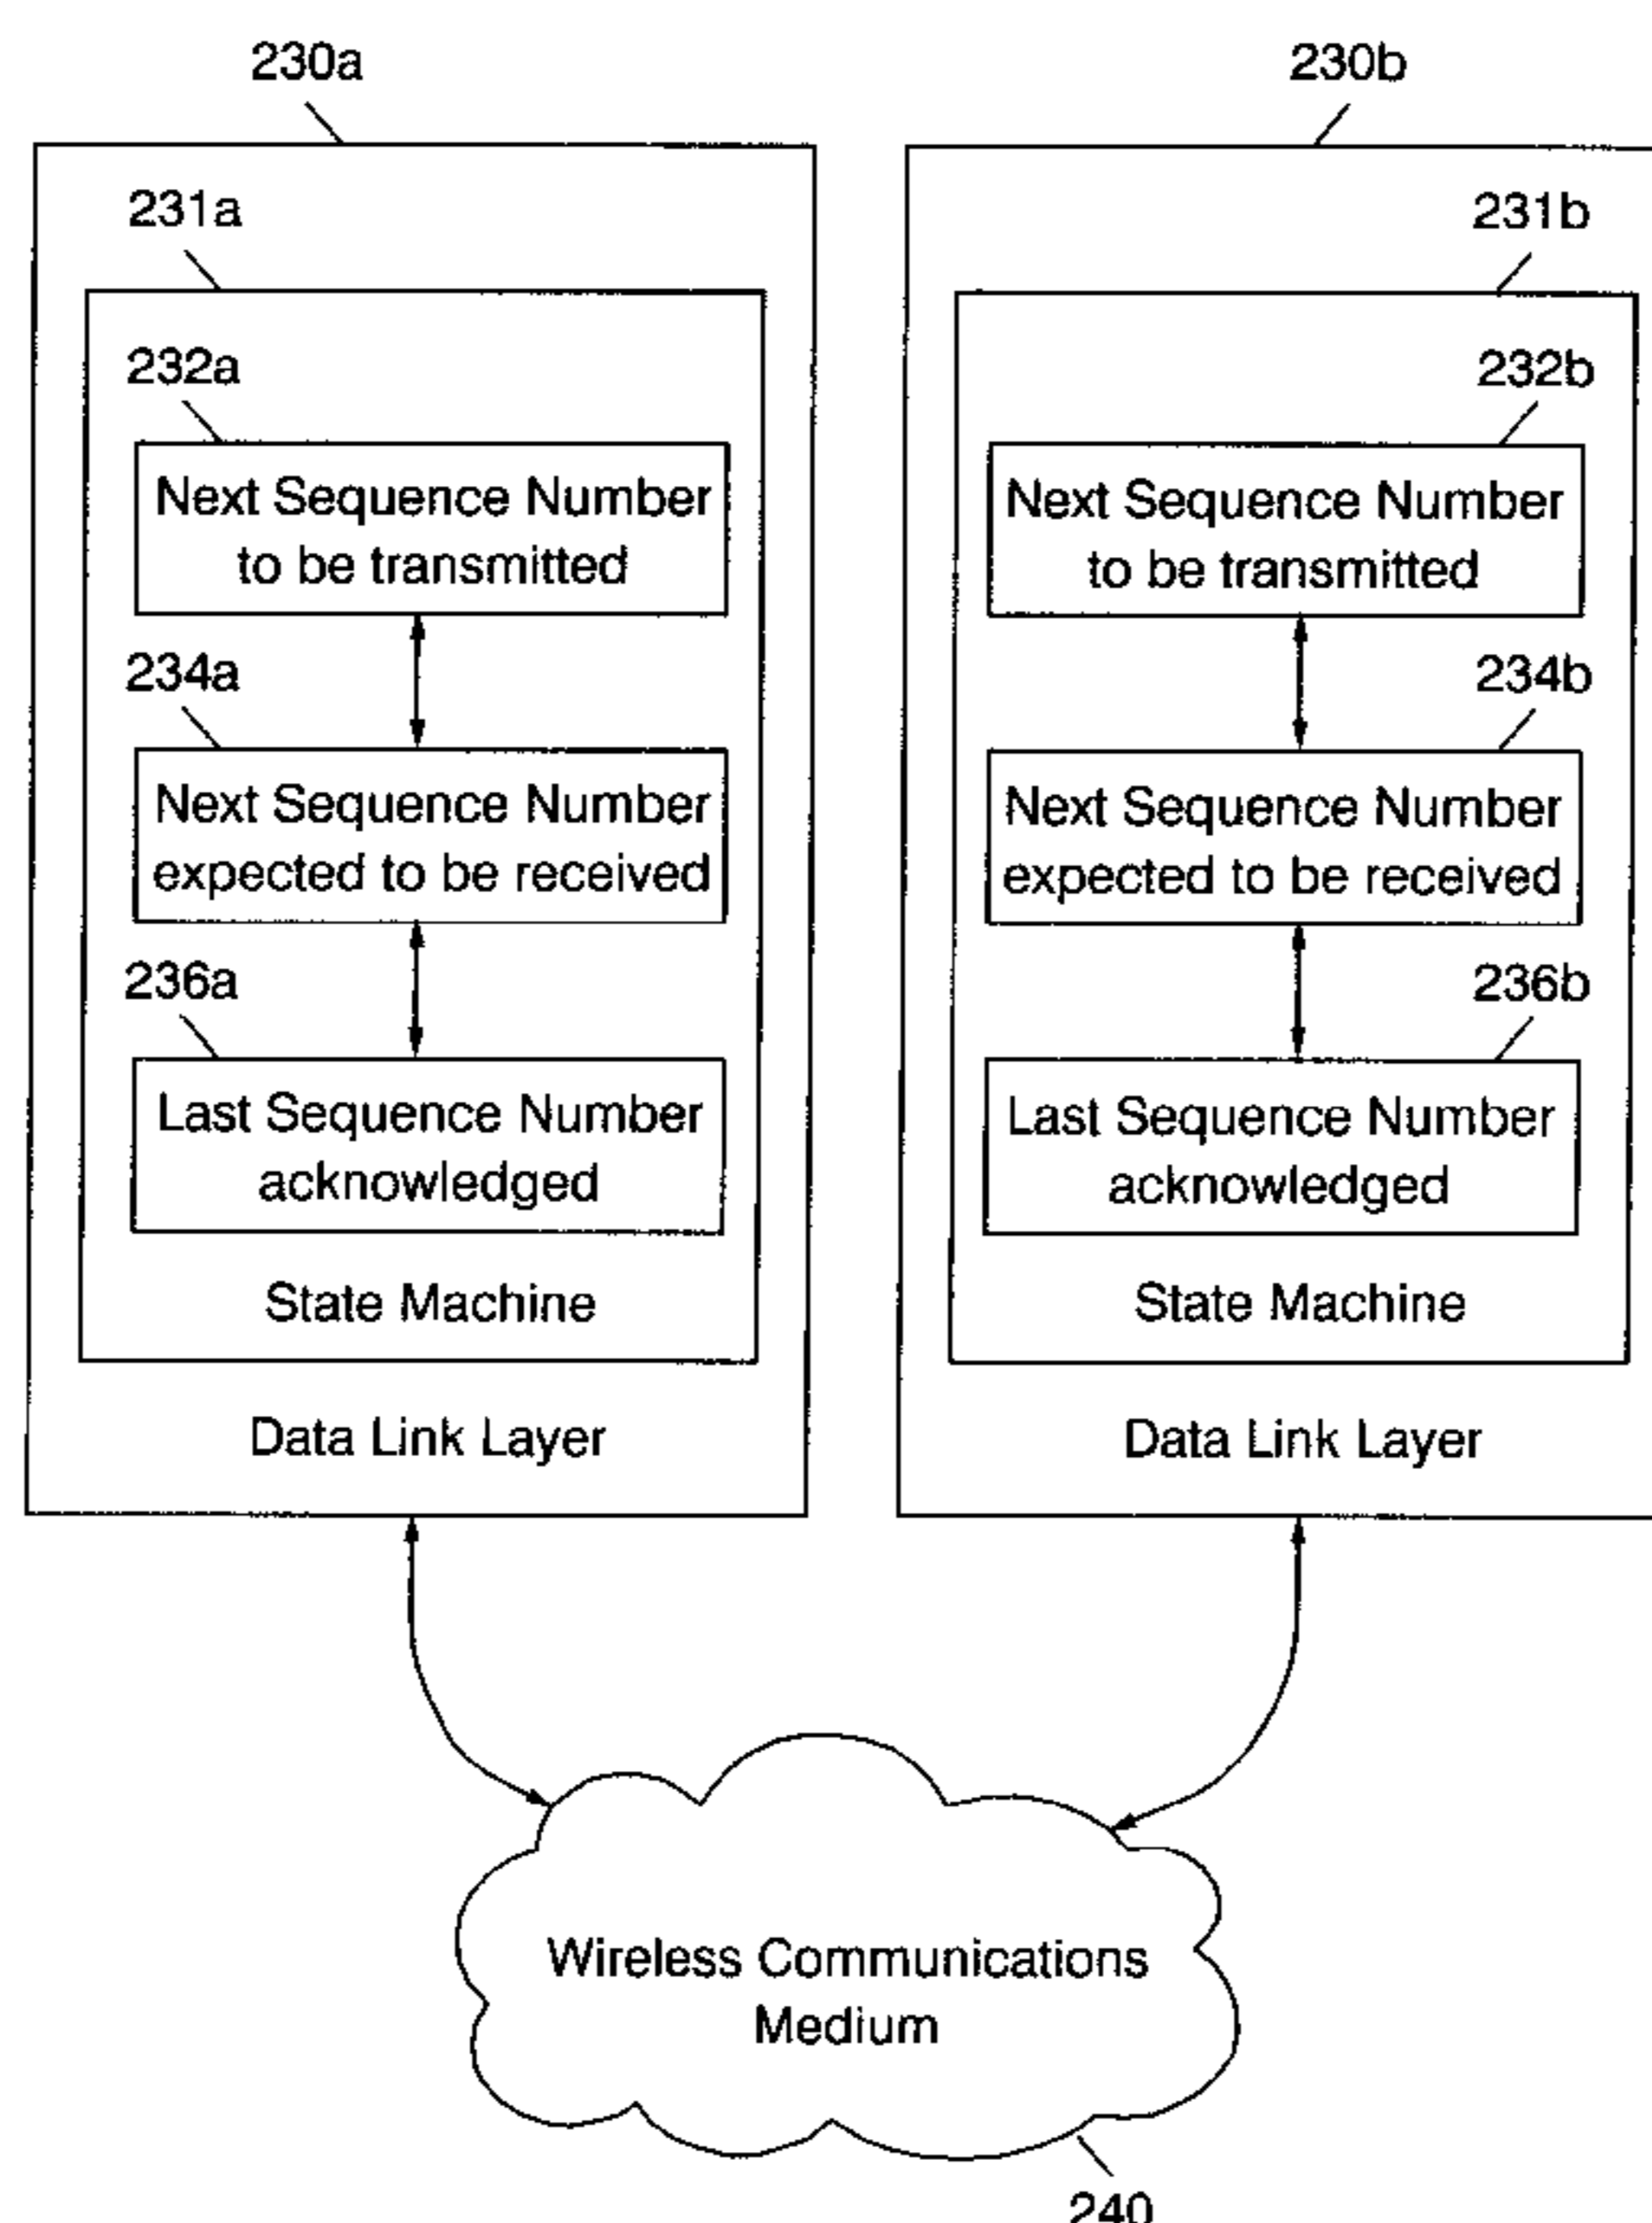 230a
230b
231a
231b
232a
232b
Next Sequence Number
to be transmitted
Next Sequence Number
to be transmitted
234a
234b
Next Sequence Number
expected to be received
Next Sequence Number
expected to be received
236a
236b
Last Sequence Number
acknowledged
Last Sequence Number
acknowledged
State Machine
State Machine
Data Link Layer
Data Link Layer
Wireless Communications
Medium
240